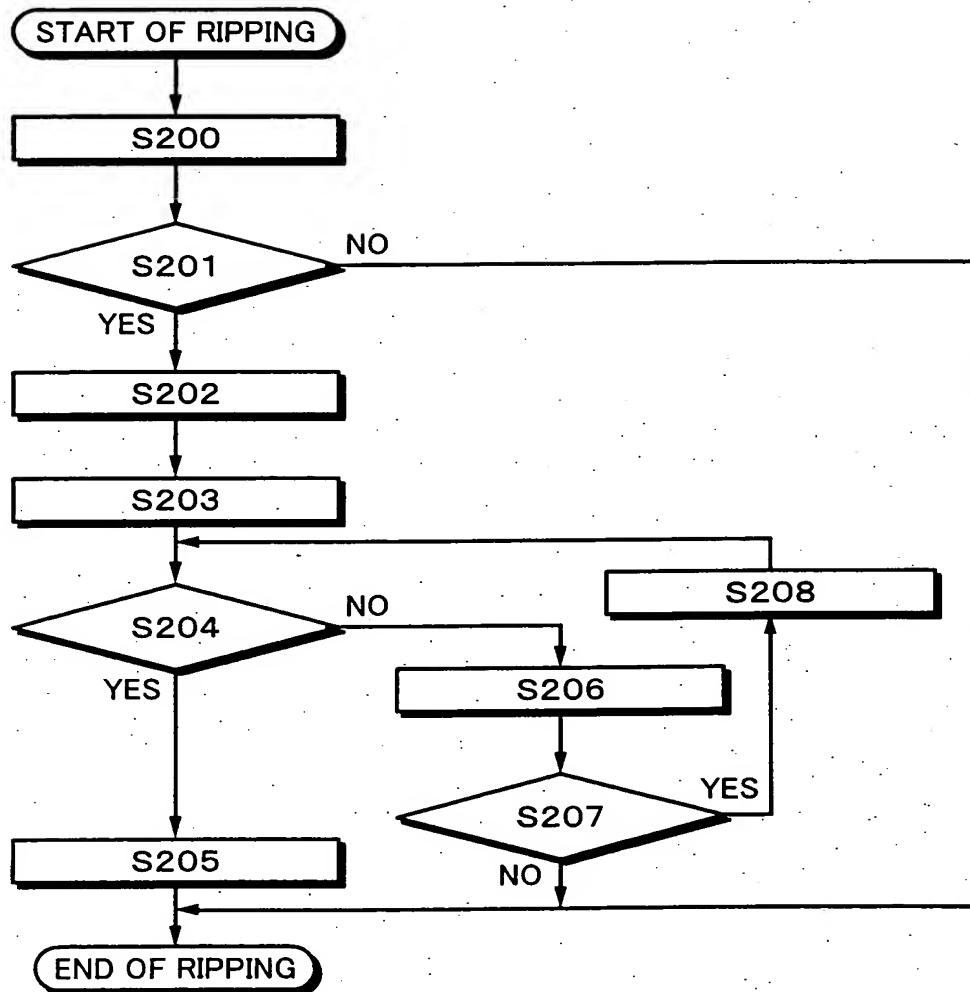 START OF RIPPING
S200
S201
NO
YES
S202
S203
S204
NO
YES
S208
S206
S207
YES
NO
S205
END OF RIPPING